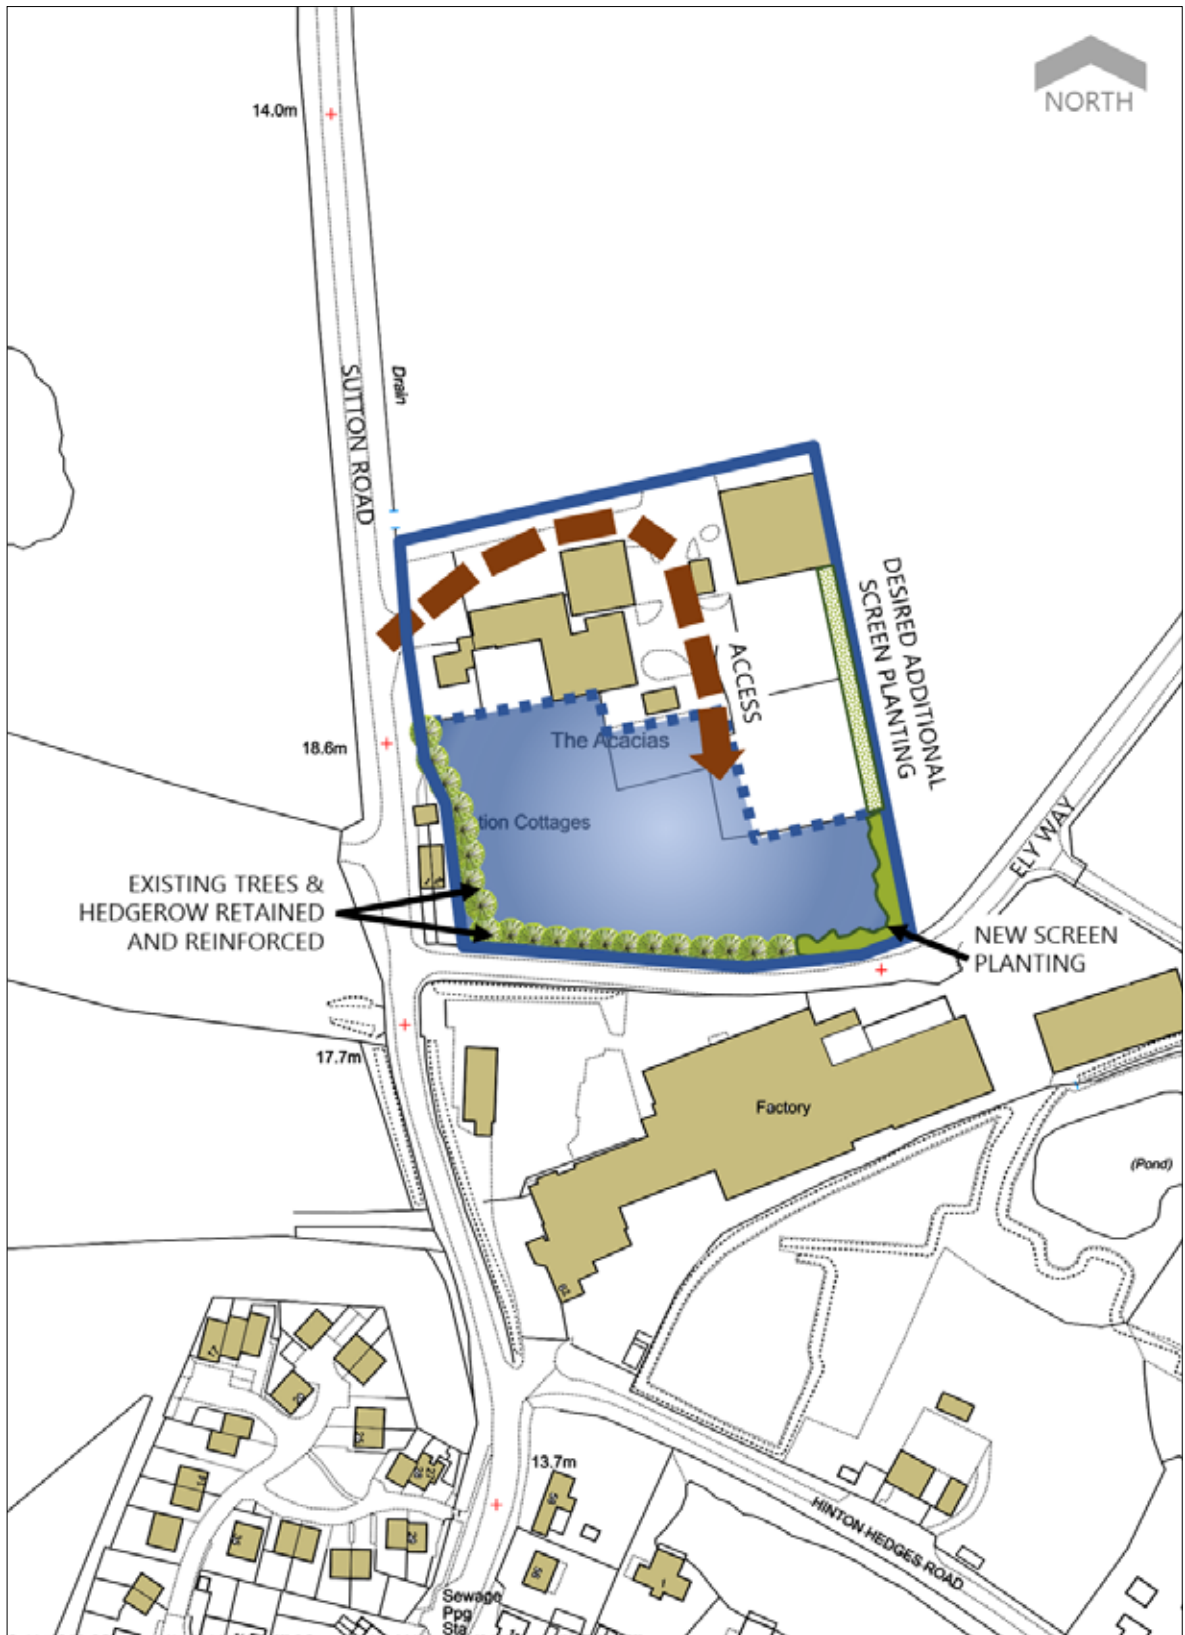 NORTH
14.0m
SUTTON ROAD
Drain
DESIRED ADDITIONAL
SCREEN PLANTING
ACCESS
18.6m
The Acacias
tion Cottages
ELY WAY
EXISTING TREES &
HEDGEROW RETAINED
AND REINFORCED
NEW SCREEN
PLANTING
17.7m
Factory
(Pond)
17
25
13.7m
HINTON HEDGES ROAD
Sewage
Ppg
Sta